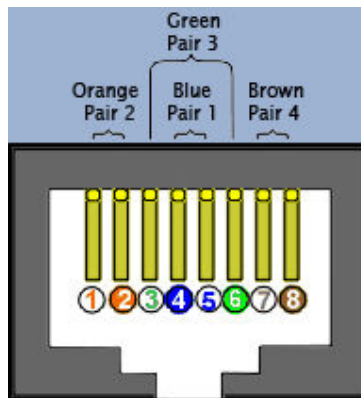 Green
Pair 3
Orange Blue Brown
Pair 2 Pair 1 Pair 4
1 2 3 4 5 6 7 8